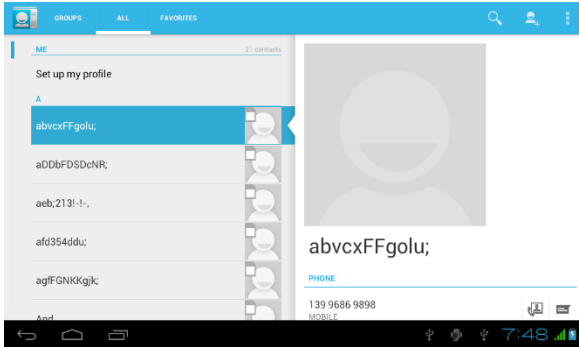 GROUPS ALL FAVORITES
ME 21 contacts
Set up my profile
A
abvcxFFgolu;
aDDbFDSDcNR;
aeb;213!-!-,
afd354ddu;
agfFGNKKgjk;
And
abvcxFFgolu;
PHONE
139 9686 9898
MOBILE
7:48